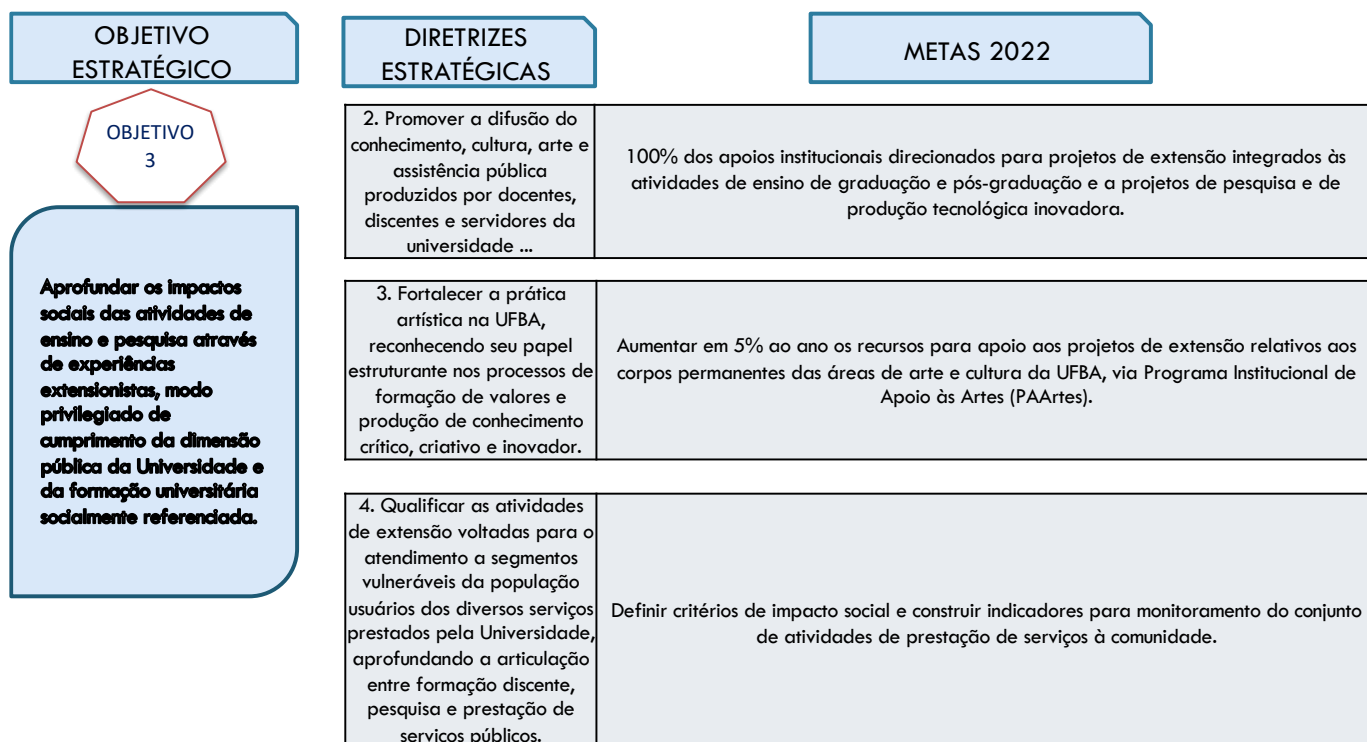 OBJETIVO
ESTRATÉGICO
DIRETRIZES
ESTRATÉGICAS
METAS 2022
OBJETIVO
3
Aprofundar os impactos
sociais das atividades de
ensino e pesquisa através
de experiências
extensionistas, modo
privilegiado de
cumprimento da dimensão
pública da Universidade e
da formação universitária
socialmente referenciada.
2. Promover a difusão do
conhecimento, cultura, arte e
assistência pública
produzidos por docentes,
discentes e servidores da
universidade ...
100% dos apoios institucionais direcionados para projetos de extensão integrados às
atividades de ensino de graduação e pós-graduação e a projetos de pesquisa e de
produção tecnológica inovadora.
3. Fortalecer a prática
artística na UFBA,
reconhecendo seu papel
estruturante nos processos de
formação de valores e
produção de conhecimento
crítico, criativo e inovador.
Aumentar em 5% ao ano os recursos para apoio aos projetos de extensão relativos aos
corpos permanentes das áreas de arte e cultura da UFBA, via Programa Institucional de
Apoio às Artes (PAArtes).
4. Qualificar as atividades
de extensão voltadas para o
atendimento a segmentos
vulneráveis da população
usuários dos diversos serviços
prestados pela Universidade,
aprofundando a articulação
entre formação discente,
pesquisa e prestação de
serviços públicos.
Definir critérios de impacto social e construir indicadores para monitoramento do conjunto
de atividades de prestação de serviços à comunidade.